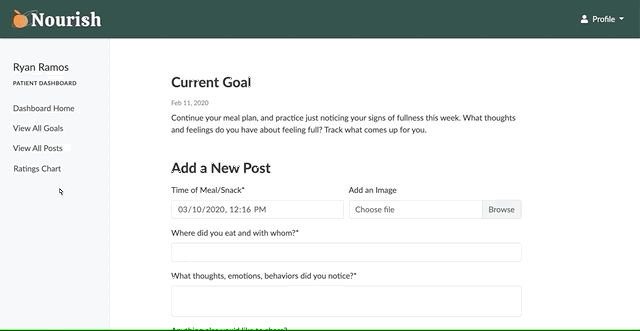 Nourish
Profile
Ryan Ramos
PATIENT DASHBOARD
Dashboard Home
View All Goals
View All Posts
Ratings Chart
Current Goal
Feb 11, 2020
Continue your meal plan, and practice just noticing your signs of fullness this week. What thoughts
and feelings do you have about feeling full? Track what comes up for you.
Add a New Post
Time of Meal/Snack*
Add an Image
03/10/2020, 12:16 PM
Choose file
Browse
Where did you eat and with whom?*
What thoughts, emotions, behaviors did you notice?*